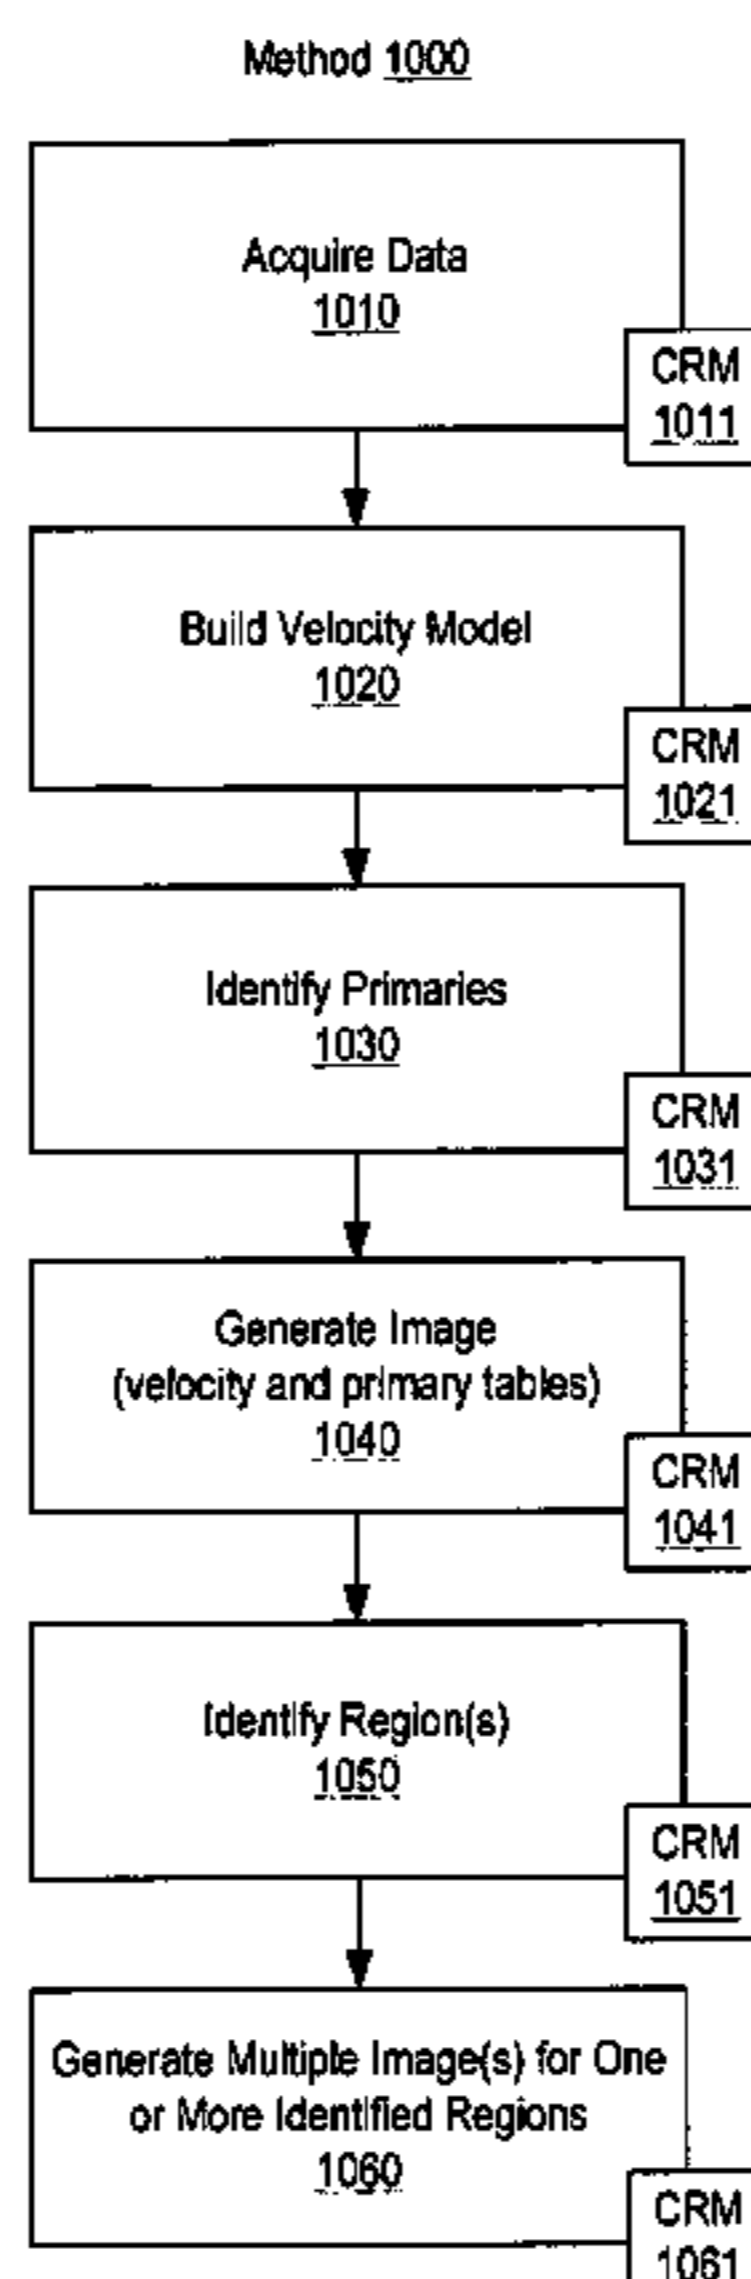 Method 1000
Acquire Data
1010
CRM
1011
Build Velocity Model
1020
CRM
1021
Identify Primaries
1030
CRM
1031
Generate Image
(velocity and primary tables)
1040
CRM
1041
Identify Region(s)
1050
CRM
1051
Generate Multiple Image(s) for One
or More Identified Regions
1060
CRM
1061